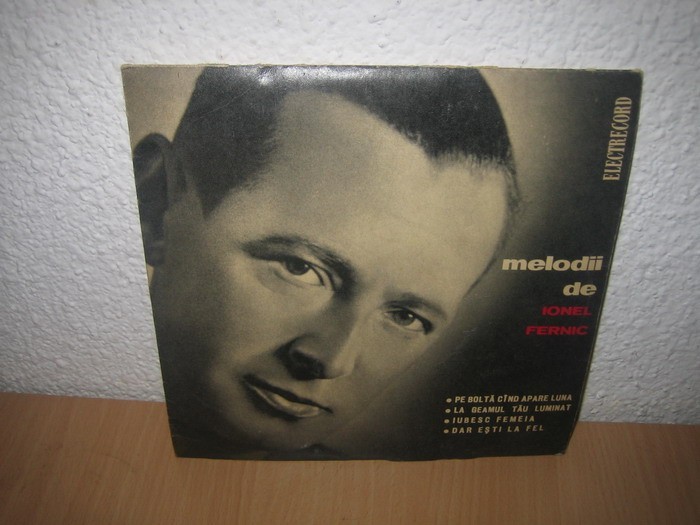 ELECTRECORD
melodii
de
IONEL
FERNIC
• PE BOLTĂ CÎND APARE LUNA
• LA GEAMUL TĂU LUMINAT
• IUBESC FEMEIA
• DAR EȘTI LA FEL